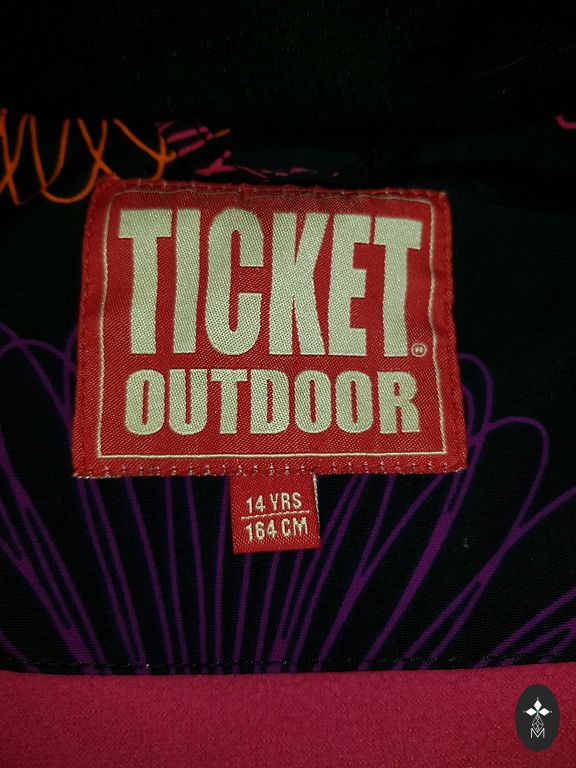 TICKET®
OUTDOOR
14 YRS
164 CM
M